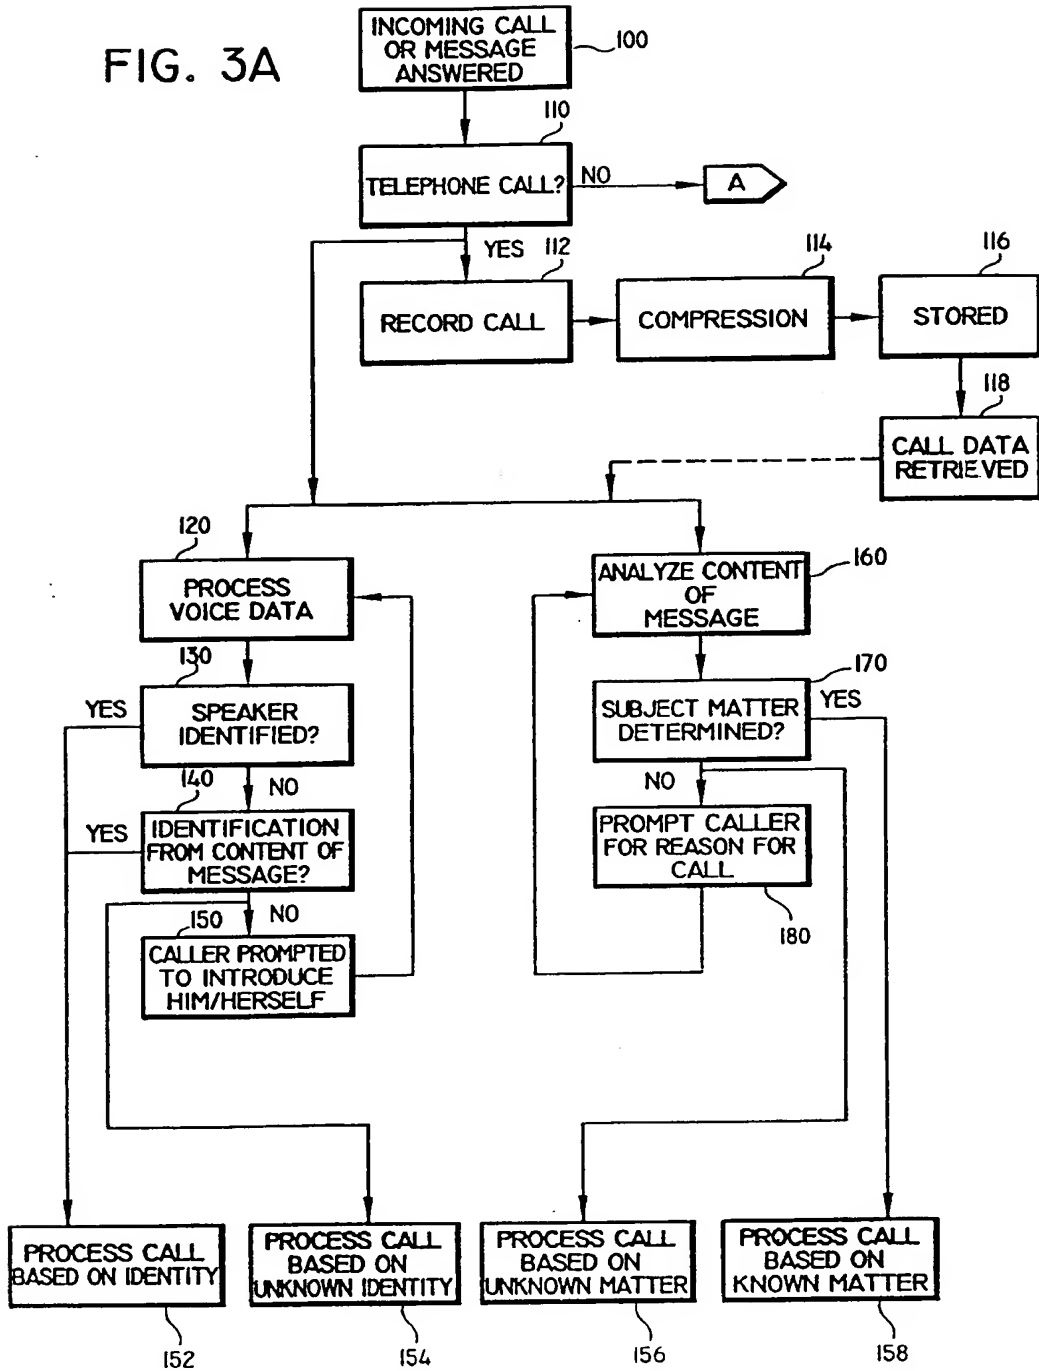 FIG. 3A
INCOMING CALL
OR MESSAGE
ANSWERED
100
110
TELEPHONE CALL?
NO
A
YES
112
RECORD CALL
114
COMPRESSION
116
STORED
118
CALL DATA
RETRIEVED
120
PROCESS
VOICE DATA
130
YES
SPEAKER
IDENTIFIED?
NO
140
YES
IDENTIFICATION
FROM CONTENT OF
MESSAGE?
NO
150
CALLER PROMPTED
TO INTRODUCE
HIM/HERSELF
ANALYZE CONTENT
OF
MESSAGE
160
170
SUBJECT MATTER
DETERMINED?
YES
NO
PROMPT CALLER
FOR REASON FOR
CALL
180
PROCESS CALL
BASED ON IDENTITY
152
PROCESS CALL
BASED ON
UNKNOWN IDENTITY
154
PROCESS CALL
BASED ON
UNKNOWN MATTER
156
PROCESS CALL
BASED ON
KNOWN MATTER
158